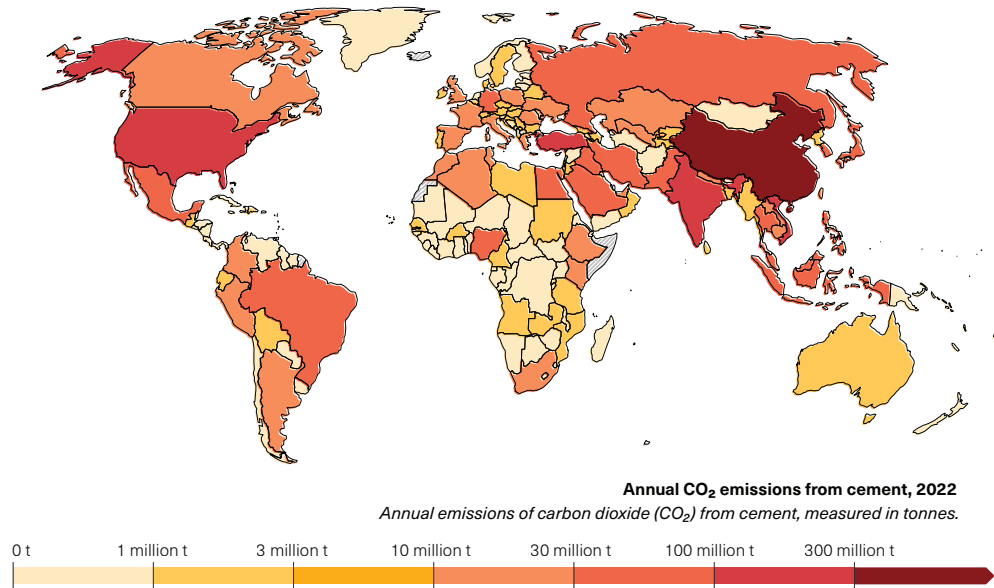 Annual CO₂ emissions from cement, 2022
Annual emissions of carbon dioxide (CO₂) from cement, measured in tonnes.
0 t 1 million t 3 million t 10 million t 30 million t 100 million t 300 million t